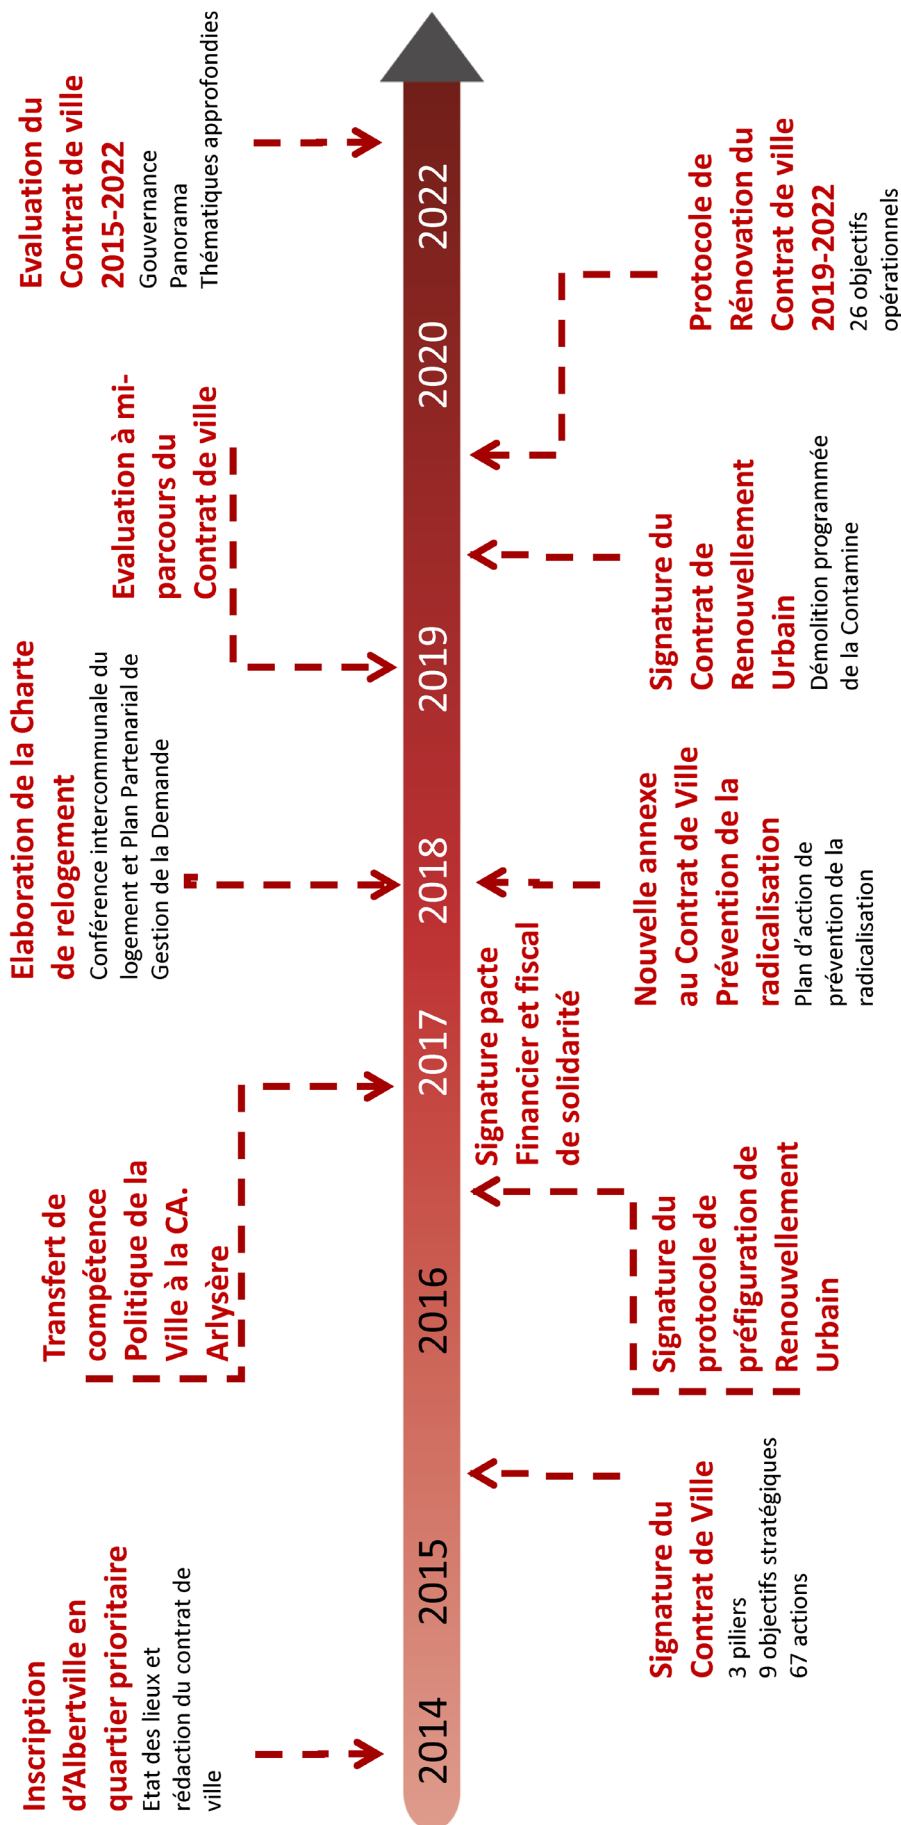 Inscription
d'Albertville en
quartier prioritaire
Etat des lieux et
rédaction du contrat de
ville
Transfert de
compétence
Politique de la
Ville à la CA.
Arlysère
Elaboration de la Charte
de relogement
Conférence intercommunale du
logement et Plan Partenarial de
Gestion de la Demande
Evaluation à mi-
parcours du
Contrat de ville
Evaluation du
Contrat de ville
2015-2022
Gouvernance
Panorama
Thématiques approfondies
2014
2015
2016
2017
2018
2019
2020
2022
Signature du
Contrat de Ville
3 piliers
9 objectifs stratégiques
67 actions
Signature du
protocole de
préfiguration de
Renouvellement
Urbain
Signature pacte
Financier et fiscal
de solidarité
Nouvelle annexe
au Contrat de Ville
Prévention de la
radicalisation
Plan d'action de
prévention de la
radicalisation
Signature du
Contrat de
Renouvellement
Urbain
Démolition programmée
de la Contamine
Protocole de
Rénovation du
Contrat de ville
2019-2022
26 objectifs
opérationnels